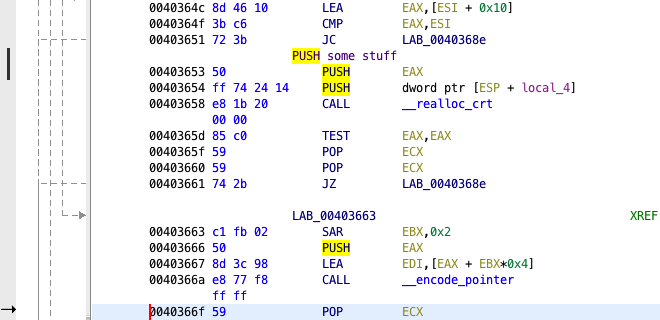 0040364c 8d 46 10 LEA EAX,[ESI + 0x10]
0040364f 3b c6 CMP EAX,ESI
00403651 72 3b JC LAB_0040368e
PUSH some stuff
00403653 50 PUSH EAX
00403654 ff 74 24 14 PUSH dword ptr [ESP + local_4]
00403658 e8 1b 20 CALL __realloc_crt
00 00
0040365d 85 c0 TEST EAX,EAX
0040365f 59 POP ECX
00403660 59 POP ECX
00403661 74 2b JZ LAB_0040368e
LAB_00403663 XREF
00403663 c1 fb 02 SAR EBX,0x2
00403666 50 PUSH EAX
00403667 8d 3c 98 LEA EDI,[EAX + EBX*0x4]
0040366a e8 77 f8 CALL __encode_pointer
ff ff
0040366f 59 POP ECX